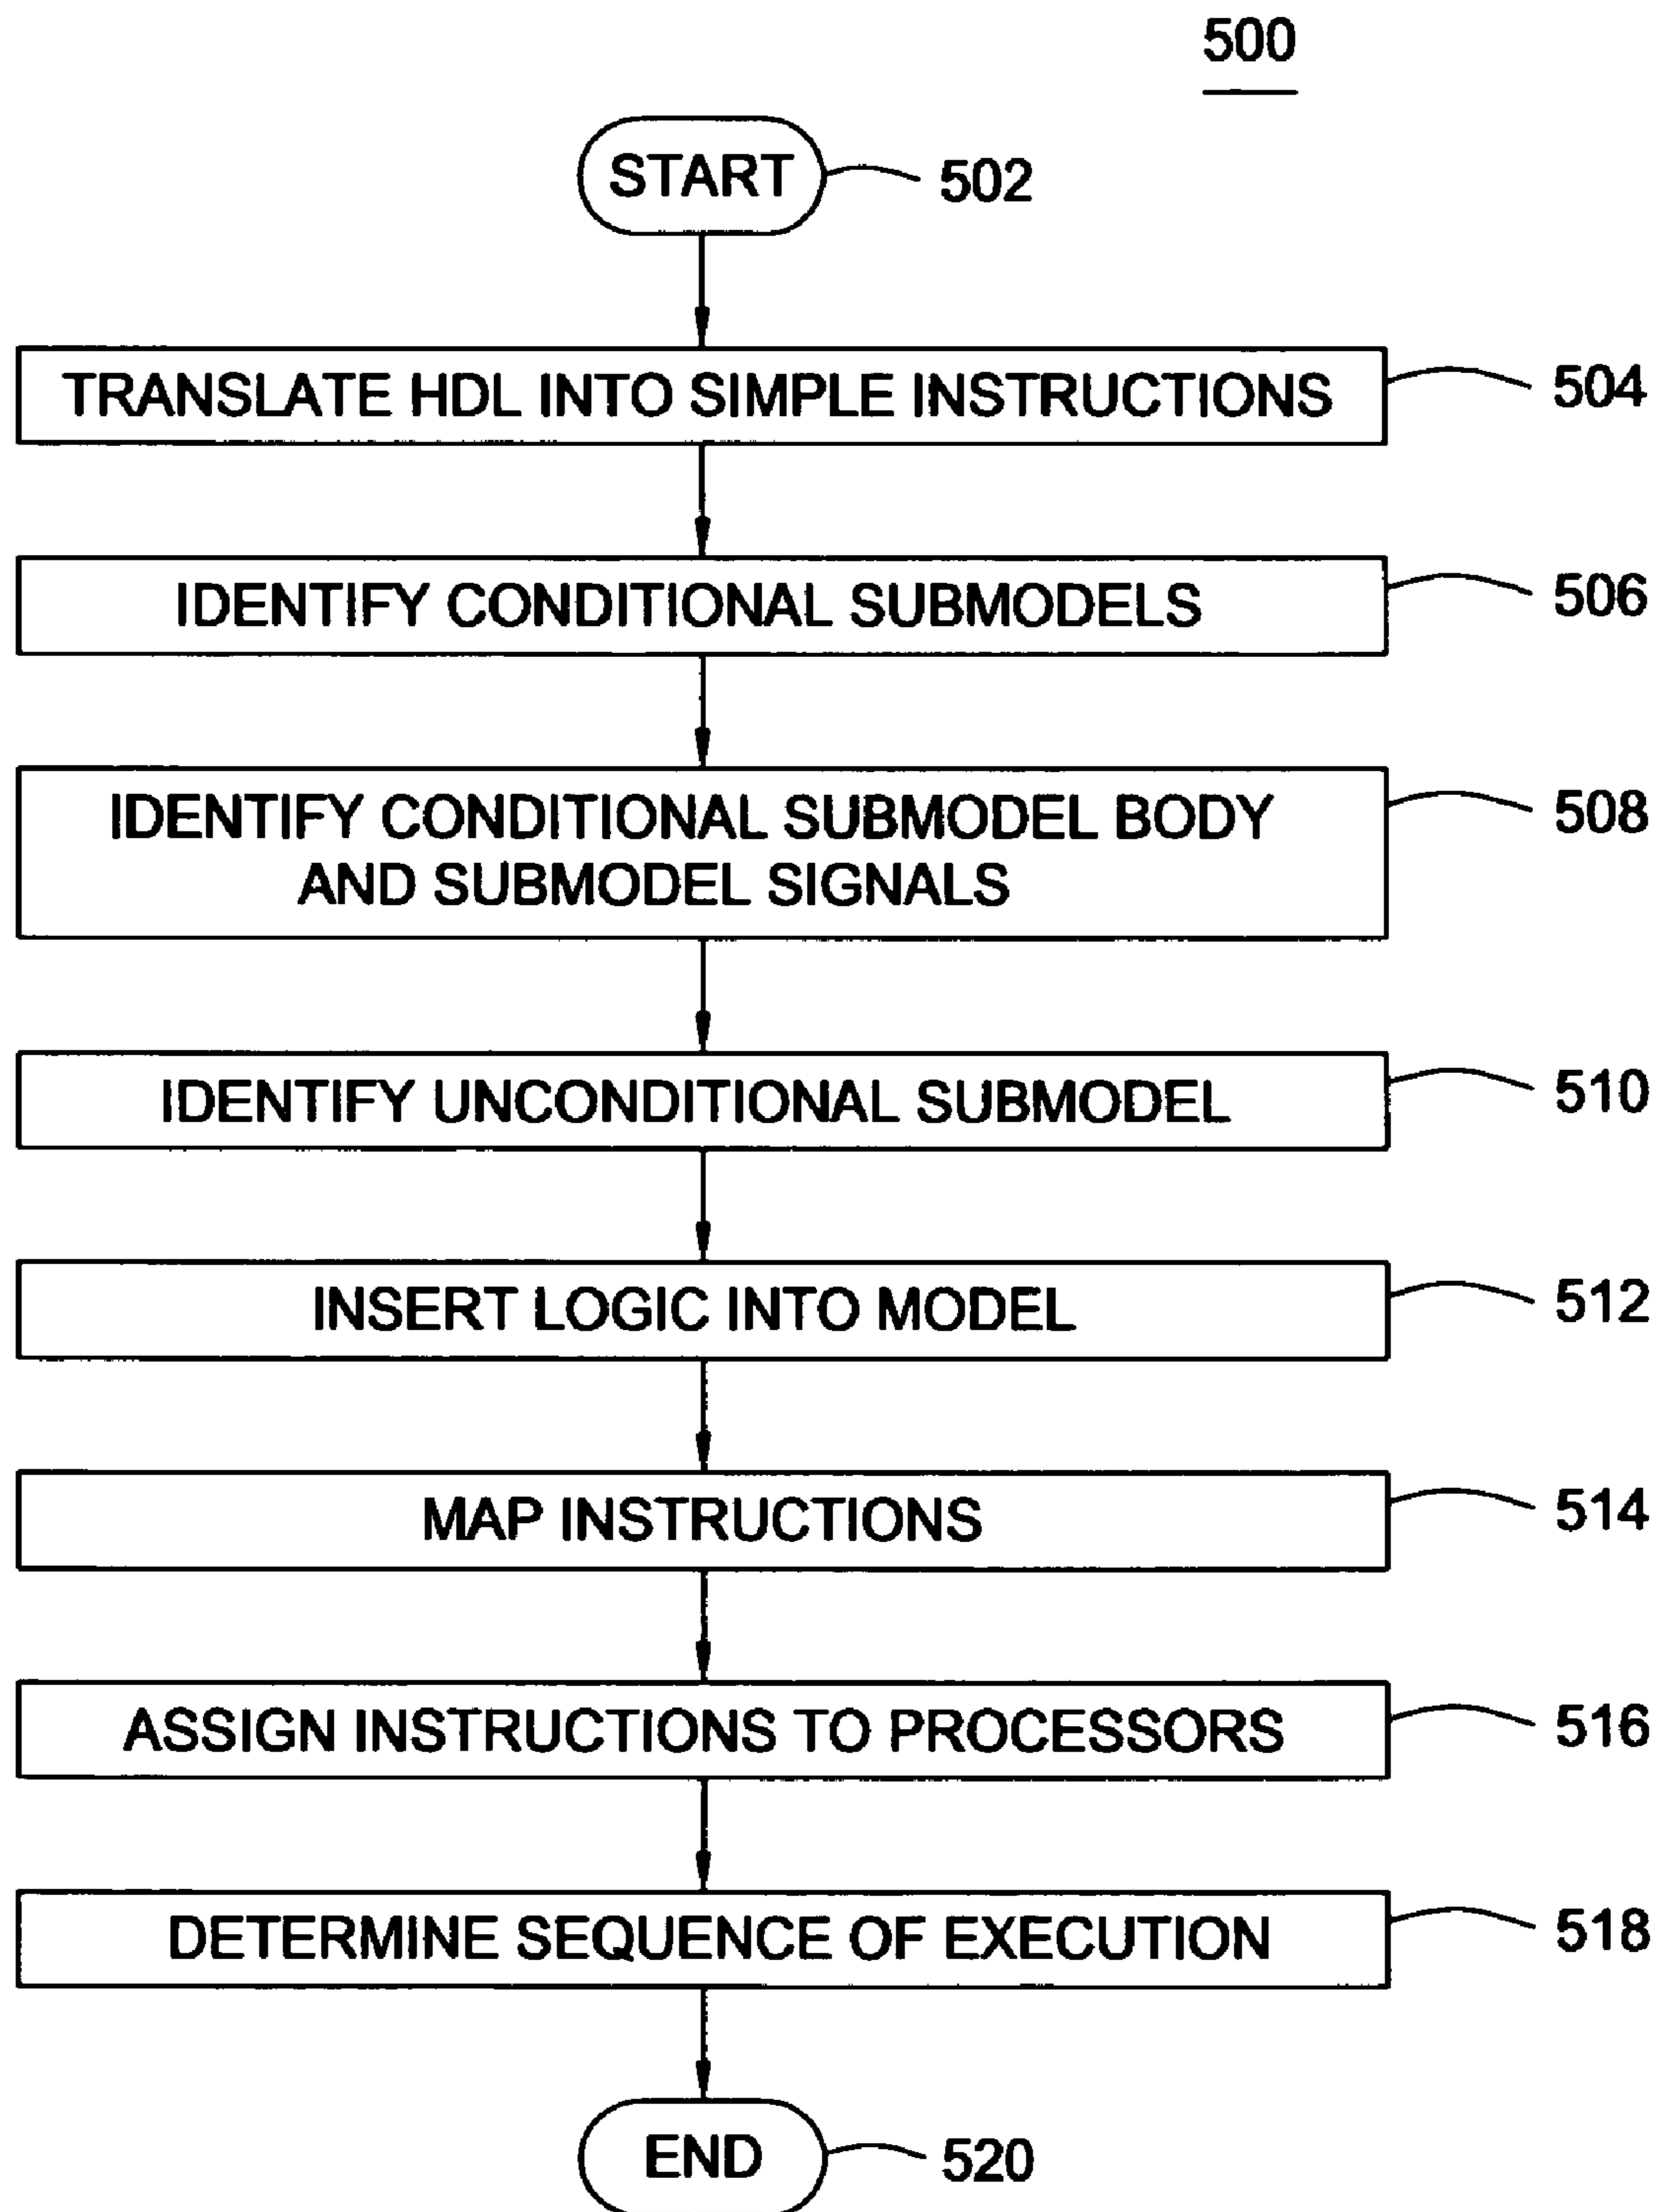 500
START
502
TRANSLATE HDL INTO SIMPLE INSTRUCTIONS
504
IDENTIFY CONDITIONAL SUBMODELS
506
IDENTIFY CONDITIONAL SUBMODEL BODY
AND SUBMODEL SIGNALS
508
IDENTIFY UNCONDITIONAL SUBMODEL
510
INSERT LOGIC INTO MODEL
512
MAP INSTRUCTIONS
514
ASSIGN INSTRUCTIONS TO PROCESSORS
516
DETERMINE SEQUENCE OF EXECUTION
518
END
520